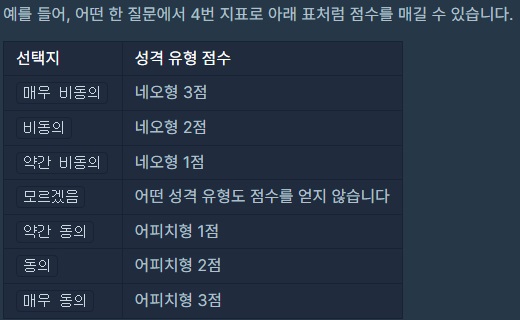 예를 들어, 어떤 한 질문에서 4번 지표로 아래 표처럼 점수를 매길 수 있습니다.
선택지 성격 유형 점수
매우 비동의 네오형 3점
비동의 네오형 2점
약간 비동의 네오형 1점
모르겠음 어떤 성격 유형도 점수를 얻지 않습니다
약간 동의 어피치형 1점
동의 어피치형 2점
매우 동의 어피치형 3점